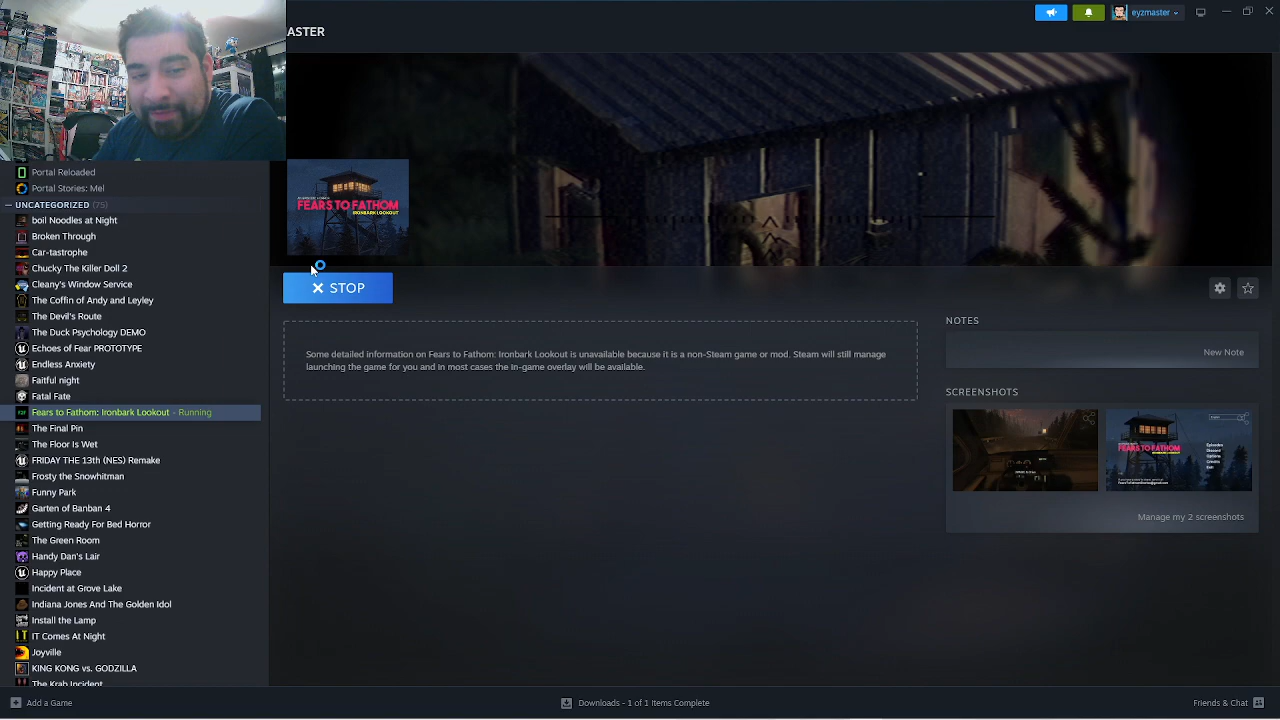 eyzmaster
ASTER
Portal Reloaded
Portal Stories: Mel
UNCATEGORIZED (75)
boil Noodles at Night
Broken Through
Car-tastrophe
Chucky The Killer Doll 2
Cleany's Window Service
The Coffin of Andy and Leyley
The Devil's Route
The Duck Psychology DEMO
Echoes of Fear PROTOTYPE
Endless Anxiety
Faitful night
Fatal Fate
Fears to Fathom: Ironbark Lookout - Running
The Final Pin
The Floor Is Wet
FRIDAY THE 13th (NES) Remake
Frosty the Snowhitman
Funny Park
Garten of Banban 4
Getting Ready For Bed Horror
The Green Room
Handy Dan's Lair
Happy Place
Incident at Grove Lake
Indiana Jones And The Golden Idol
Install the Lamp
IT Comes At Night
Joyville
KING KONG vs. GODZILLA
The Krab Incident
FEARS TO FATHOM
IRONBARK LOOKOUT
STOP
Some detailed information on Fears to Fathom: Ironbark Lookout is unavailable because it is a non-Steam game or mod. Steam will still manage
launching the game for you and in most cases the in-game overlay will be available.
NOTES
New Note
SCREENSHOTS
FEARS TO FATHOM
Episodes
Discord
Options
Credits
Exit
Manage my 2 screenshots
Add a Game
Downloads - 1 of 1 Items Complete
Friends & Chat